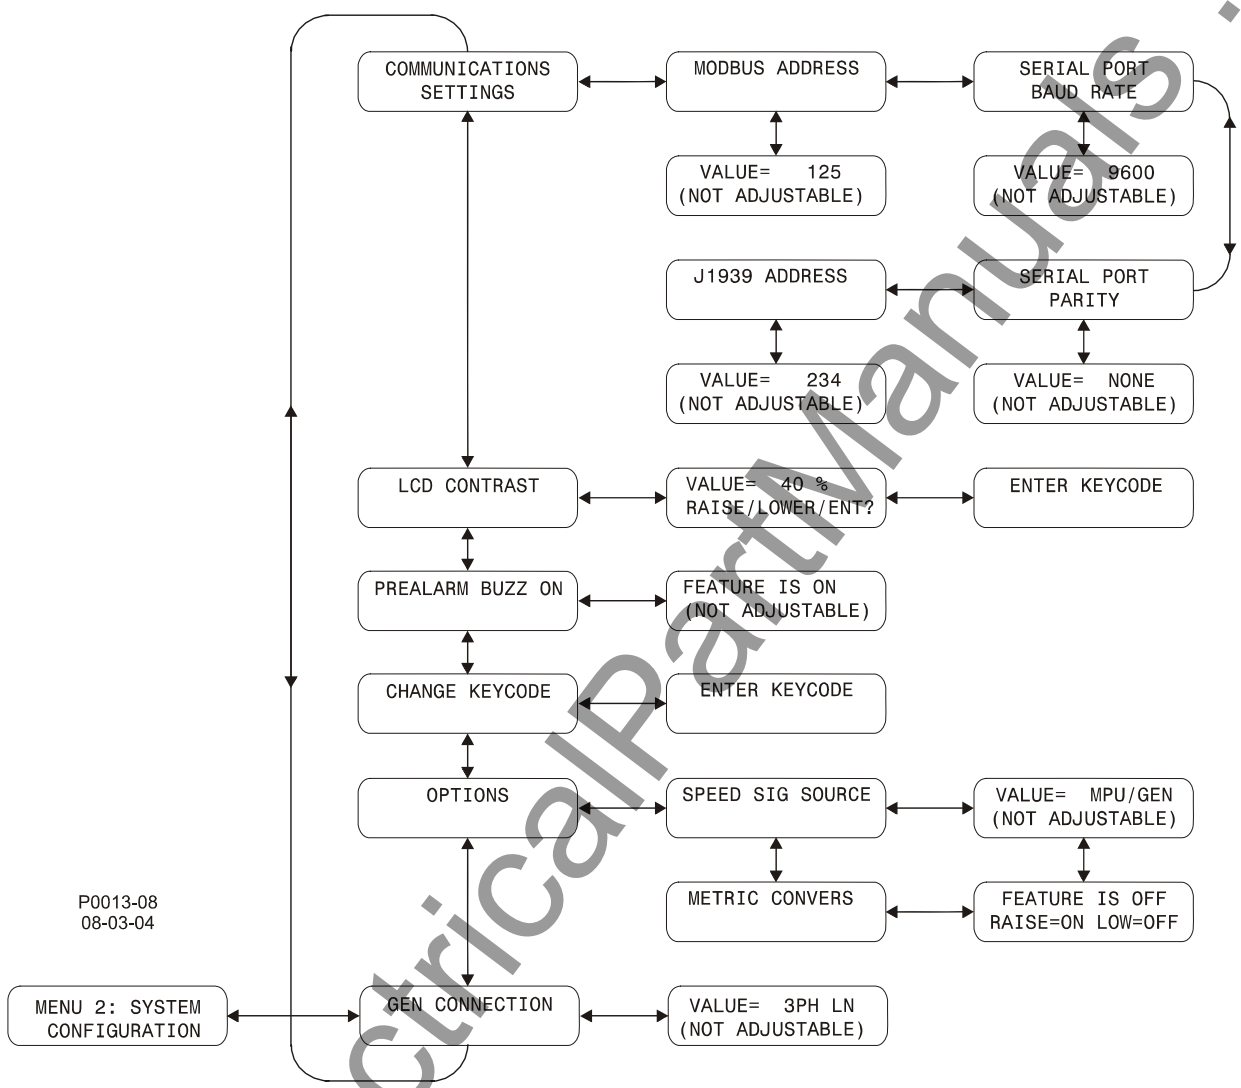 COMMUNICATIONS
SETTINGS
MODBUS ADDRESS
SERIAL PORT
BAUD RATE
VALUE= 125
(NOT ADJUSTABLE)
VALUE= 9600
(NOT ADJUSTABLE)
J1939 ADDRESS
SERIAL PORT
PARITY
VALUE= 234
(NOT ADJUSTABLE)
VALUE= NONE
(NOT ADJUSTABLE)
LCD CONTRAST
VALUE= 40 %
RAISE/LOWER/ENT?
ENTER KEYCODE
PREALARM BUZZ ON
FEATURE IS ON
(NOT ADJUSTABLE)
CHANGE KEYCODE
ENTER KEYCODE
OPTIONS
SPEED SIG SOURCE
VALUE= MPU/GEN
(NOT ADJUSTABLE)
METRIC CONVERS
FEATURE IS OFF
RAISE=ON LOW=OFF
P0013-08
08-03-04
MENU 2: SYSTEM
CONFIGURATION
GEN CONNECTION
VALUE= 3PH LN
(NOT ADJUSTABLE)
ctricalPartManuals .